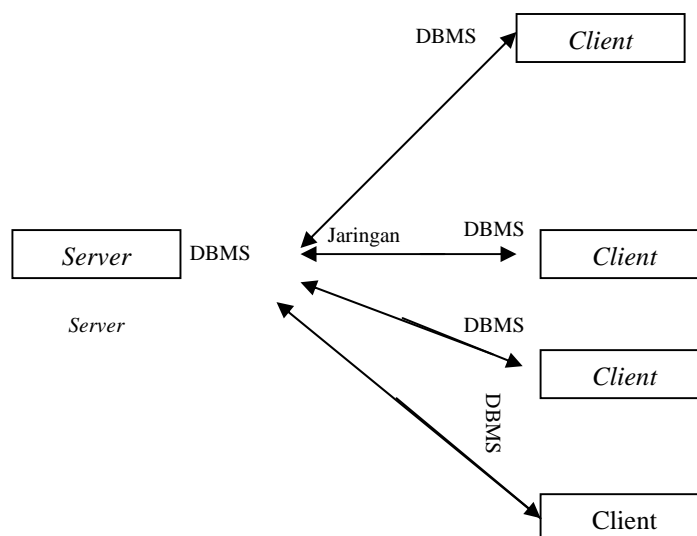 DBMS
Client
Jaringan
DBMS
Server
DBMS
Client
Server
DBMS
Client
DBMS
Client